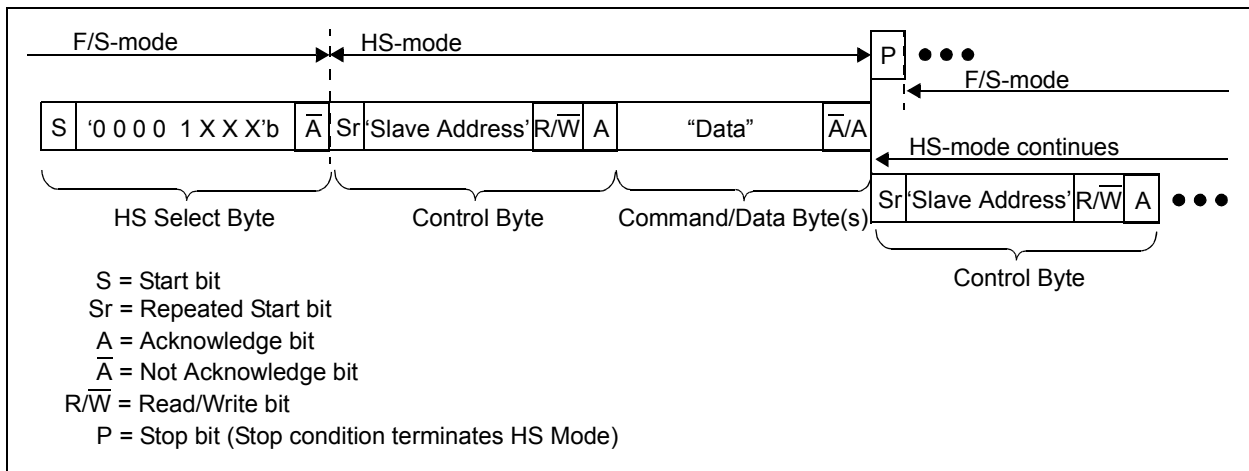 F/S-mode
HS-mode
P
F/S-mode
S '0 0 0 0 1 X X X'b A̅ Sr 'Slave Address' R/W̅ A "Data" A̅/A
HS-mode continues
Sr 'Slave Address' R/W̅ A
HS Select Byte
Control Byte
Command/Data Byte(s)
Control Byte
S = Start bit
Sr = Repeated Start bit
A = Acknowledge bit
A̅ = Not Acknowledge bit
R/W̅ = Read/Write bit
P = Stop bit (Stop condition terminates HS Mode)